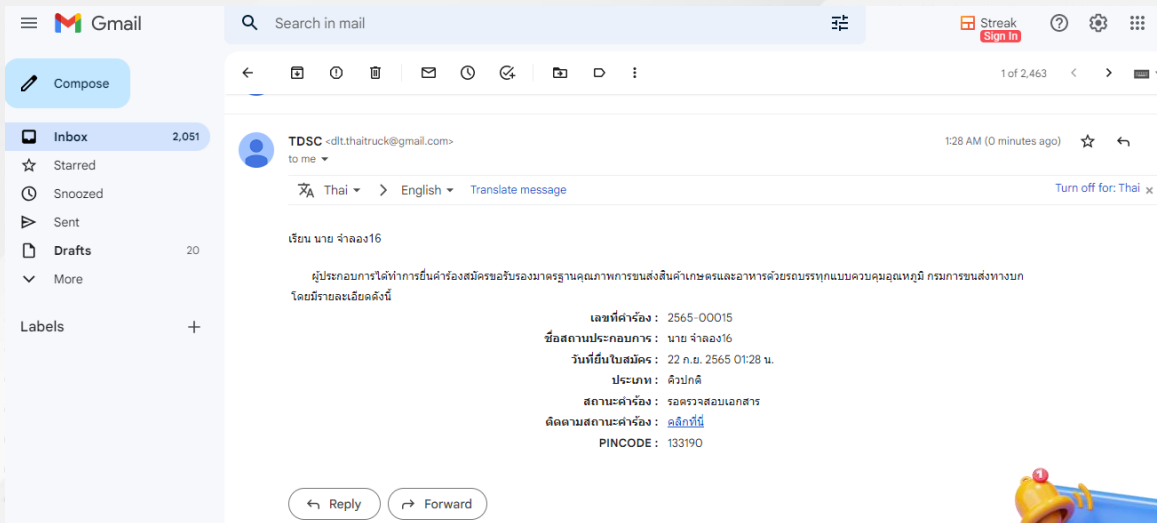 Gmail
Search in mail
Streak
Sign In
Compose
1 of 2,463
Inbox 2,051
Starred
Snoozed
Sent
Drafts 20
More
Labels
TDSC <dlt.thaitruck@gmail.com>
1:28 AM (0 minutes ago)
to me
Thai > English Translate message
Turn off for: Thai x
เรียน นาย จำลอง16
ผู้ประกอบการได้ทำการยื่นคำร้องสมัครขอรับรองมาตรฐานคุณภาพการขนส่งสินค้าเกษตรและอาหารด้วยรถบรรทุกแบบควบคุมอุณหภูมิ กรมการขนส่งทางบก
โดยมีรายละเอียดดังนี้
เลขที่คำร้อง : 2565-00015
ชื่อสถานประกอบการ : นาย จำลอง16
วันที่ยื่นใบสมัคร : 22 ก.ย. 2565 01:28 น.
ประเภท : คิวปกติ
สถานะคำร้อง : รอตรวจสอบเอกสาร
ติดตามสถานะคำร้อง : คลิกที่นี่
PINCODE : 133190
Reply
Forward
1